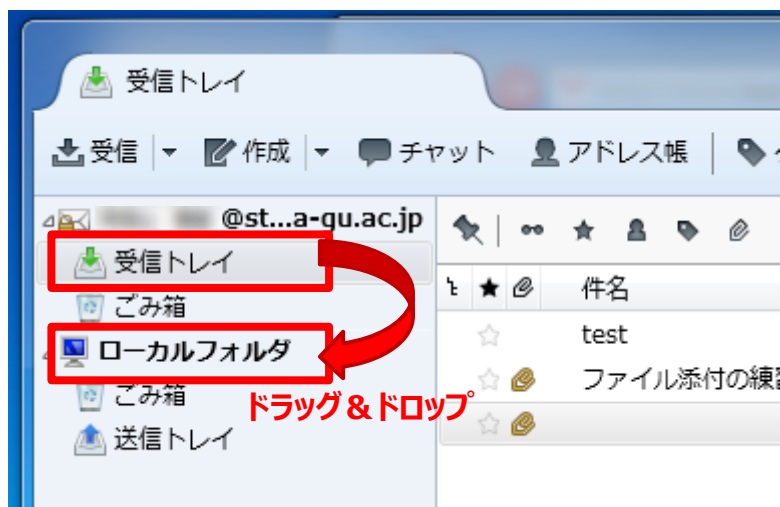 受信トレイ
受信 作成 チャット アドレス帳
@st...a-gu.ac.jp
受信トレイ
ごみ箱
ローカルフォルダ
ごみ箱
送信トレイ
ドラッグ&ドロップ
件名
test
ファイル添付の練習